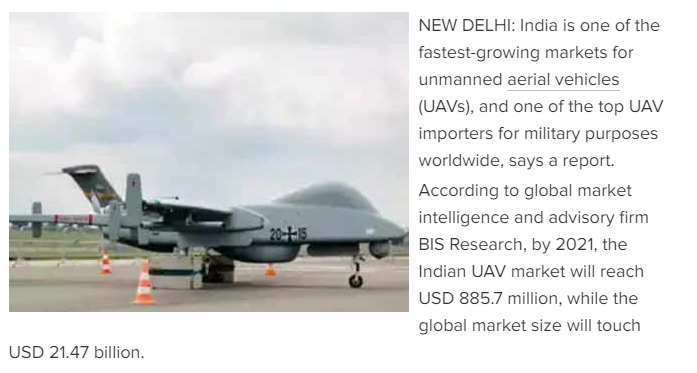 NEW DELHI: India is one of the
fastest-growing markets for
unmanned aerial vehicles
(UAVs), and one of the top UAV
importers for military purposes
worldwide, says a report.
According to global market
intelligence and advisory firm
BIS Research, by 2021, the
Indian UAV market will reach
USD 885.7 million, while the
global market size will touch
USD 21.47 billion.
20+15